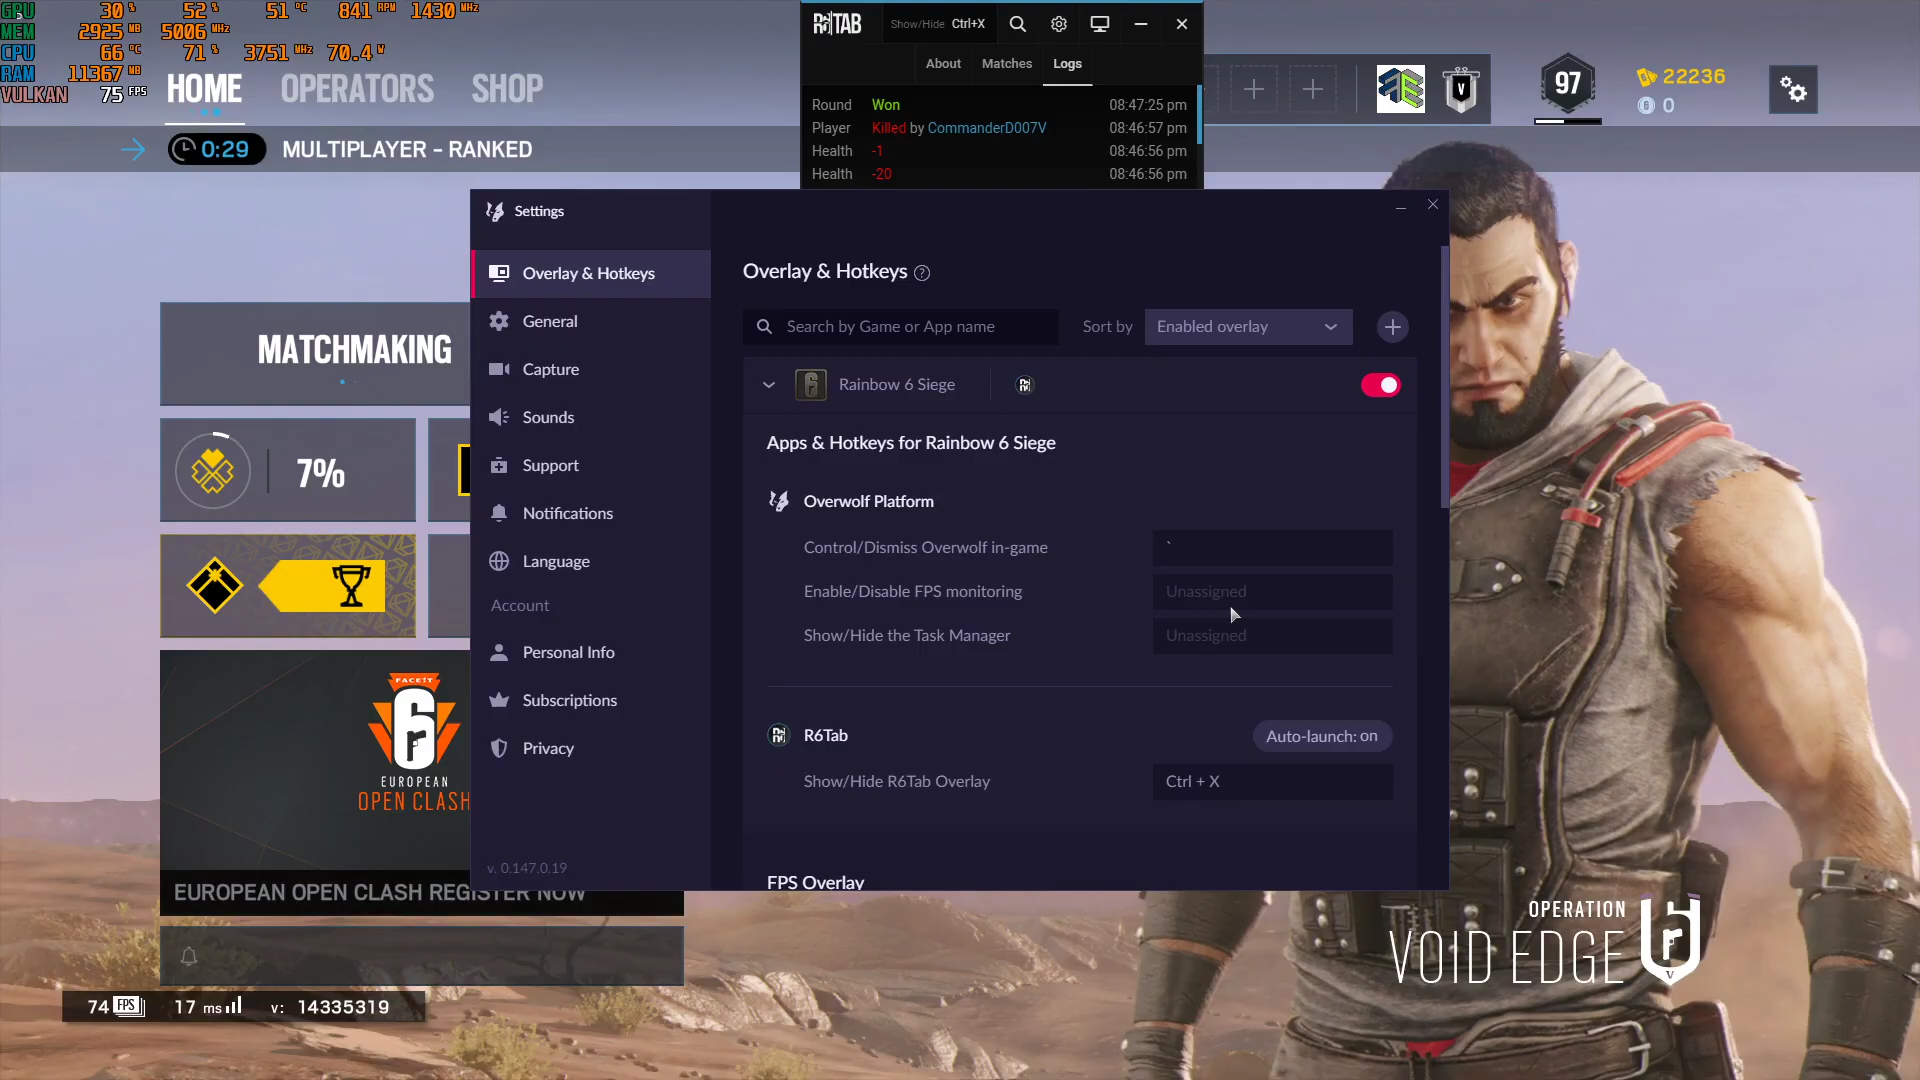 GPU 30 % 52 % 51 °C 841 RPM 1430 MHz
MEM 2925 MB 5006 MHz
CPU 66 °C 71 % 3751 MHz 70.4 W
RAM 11367 MB
VULKAN 75 FPS
HOME OPERATORS SHOP
R6TAB Show/Hide Ctrl+X
About Matches Logs
Round Won 08:47:25 pm
Player Killed by CommanderD007V 08:46:57 pm
Health -1 08:46:56 pm
Health -20 08:46:56 pm
V
97
22236
0
0:29 MULTIPLAYER - RANKED
MATCHMAKING
7%
FACEIT
6
EUROPEAN
OPEN CLASH
EUROPEAN OPEN CLASH REGISTER NOW
74 FPS 17 ms v: 14335319
Settings
Overlay & Hotkeys
General
Capture
Sounds
Support
Notifications
Language
Account
Personal Info
Subscriptions
Privacy
v. 0.147.0.19
Overlay & Hotkeys ?
Search by Game or App name Sort by Enabled overlay
6 Rainbow 6 Siege R6
Apps & Hotkeys for Rainbow 6 Siege
Overwolf Platform
Control/Dismiss Overwolf in-game `
Enable/Disable FPS monitoring Unassigned
Show/Hide the Task Manager Unassigned
R6 R6Tab Auto-launch: on
Show/Hide R6Tab Overlay Ctrl + X
FPS Overlay
OPERATION
VOID EDGE
V